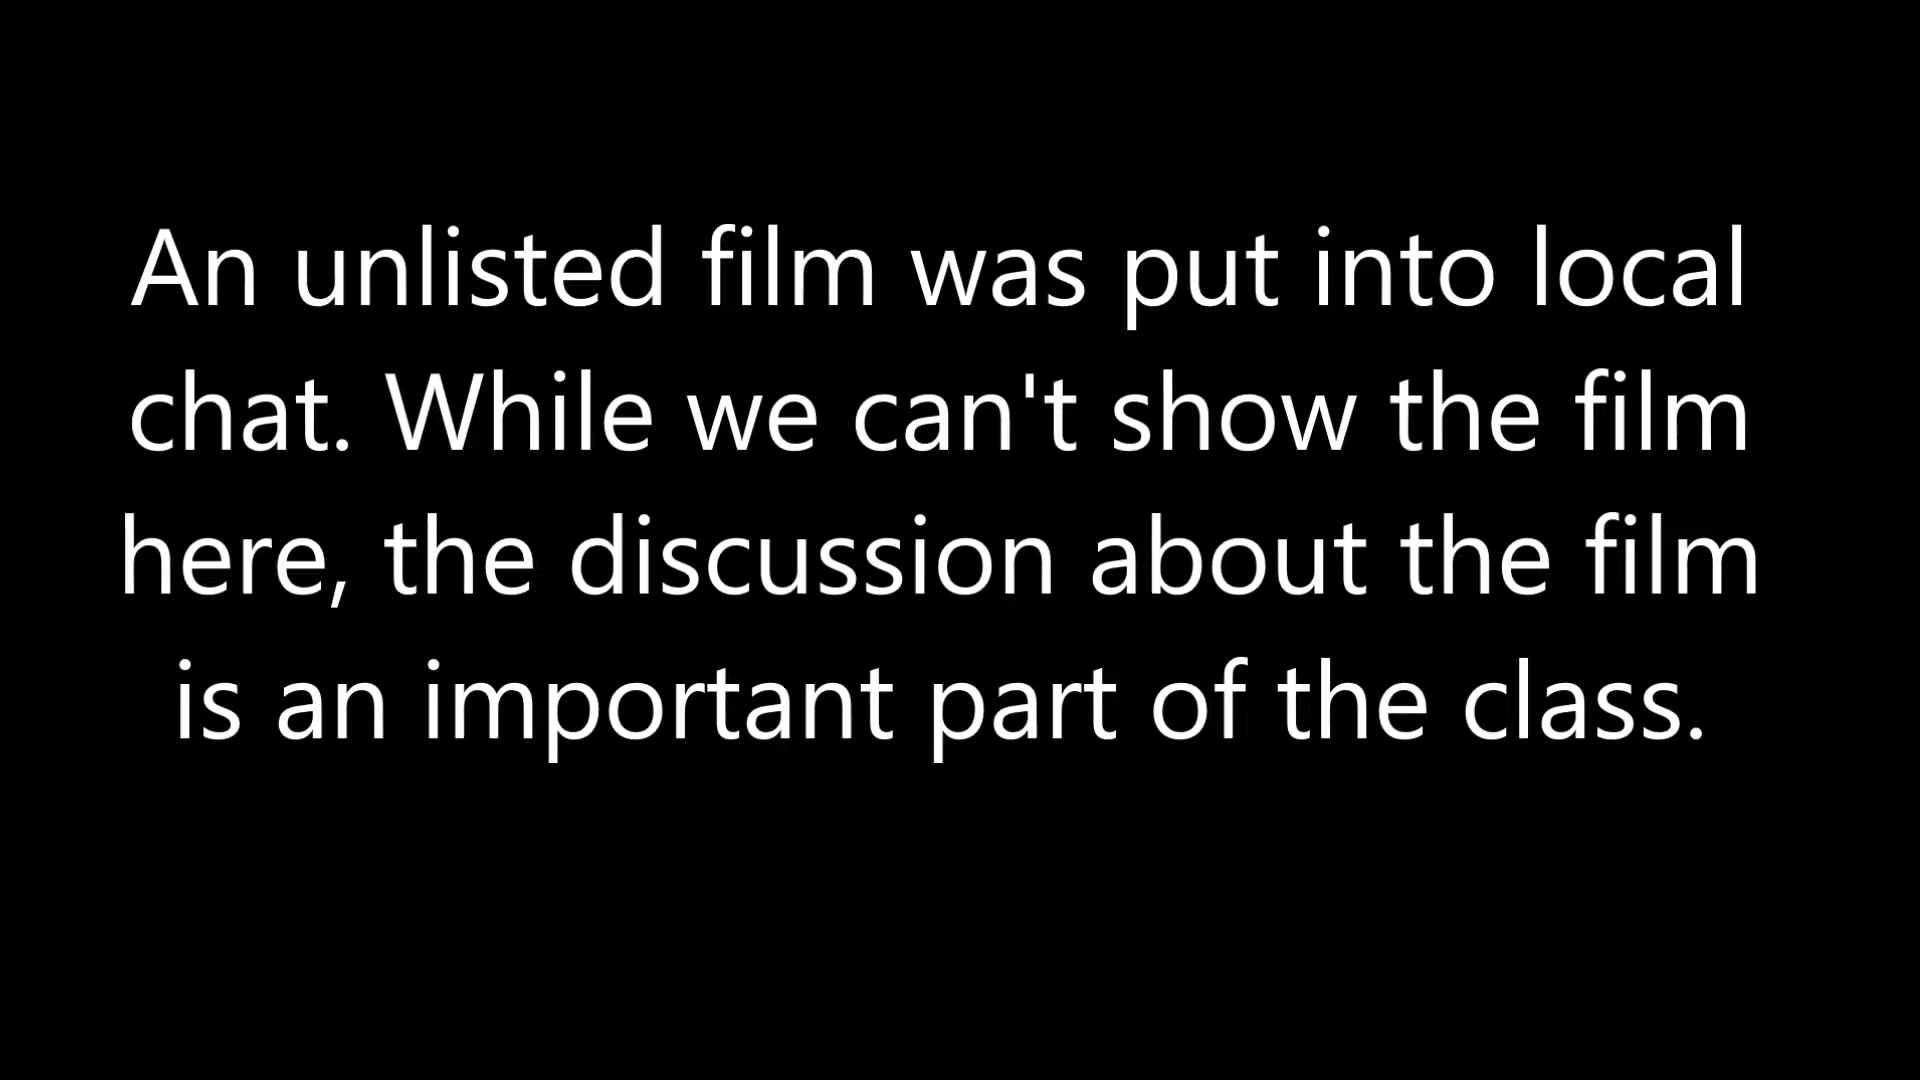 An unlisted film was put into local
chat. While we can't show the film
here, the discussion about the film
is an important part of the class.